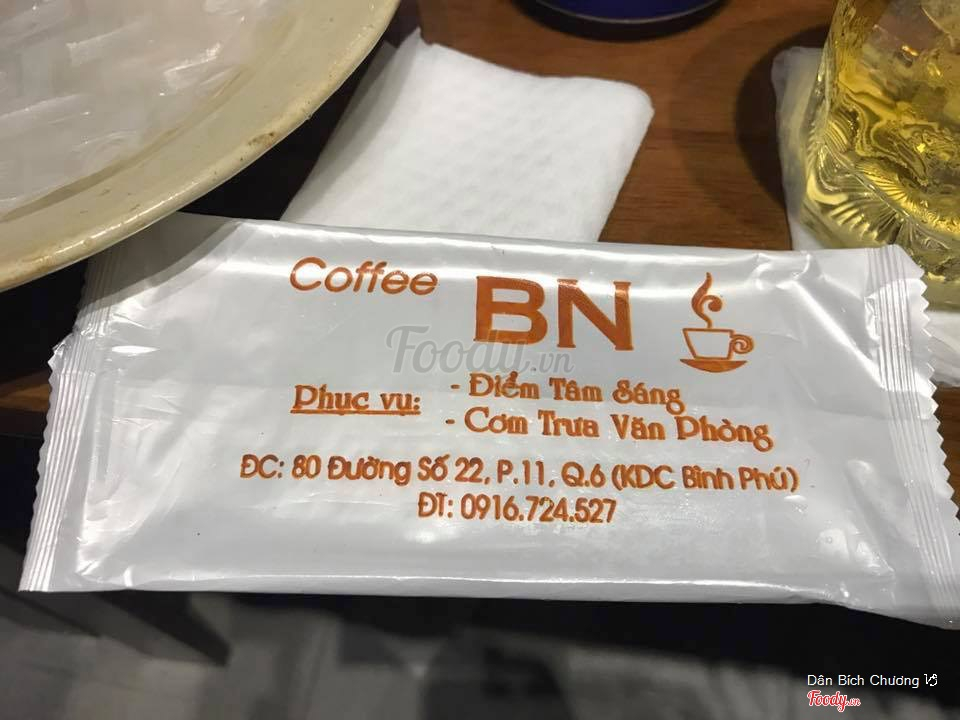 Coffee BN
Foody.vn
Phục vụ: - Điểm Tâm Sáng
- Cơm Trưa Văn Phòng
ĐC: 80 Đường Số 22, P.11, Q.6 (KDC Bình Phú)
ĐT: 0916.724.527
Dân Bích Chương
Foody.vn